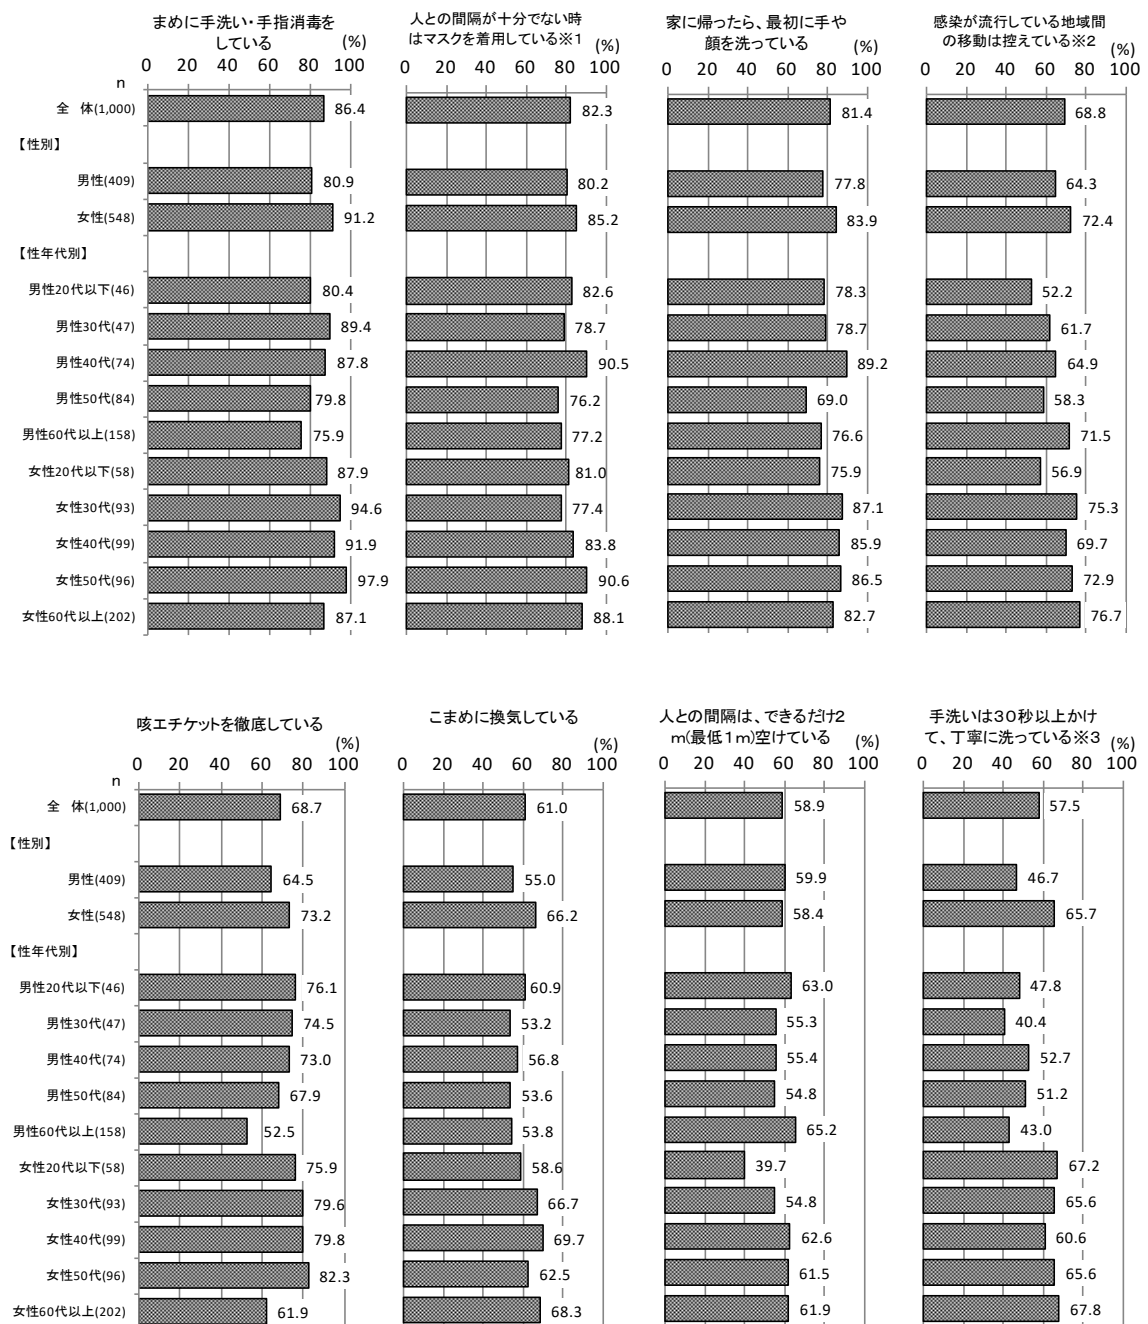 まめに手洗い・手指消毒を
している
(%)
人との間隔が十分でない時
はマスクを着用している※1
(%)
家に帰ったら、最初に手や
顔を洗っている
(%)
感染が流行している地域間
の移動は控えている※2
(%)
0 20 40 60 80 100
0 20 40 60 80 100
0 20 40 60 80 100
0 20 40 60 80 100
n
全 体(1,000) 86.4 82.3 81.4 68.8
【性別】
男性(409) 80.9 80.2 77.8 64.3
女性(548) 91.2 85.2 83.9 72.4
【性年代別】
男性20代以下(46) 80.4 82.6 78.3 52.2
男性30代(47) 89.4 78.7 78.7 61.7
男性40代(74) 87.8 90.5 89.2 64.9
男性50代(84) 79.8 76.2 69.0 58.3
男性60代以上(158) 75.9 77.2 76.6 71.5
女性20代以下(58) 87.9 81.0 75.9 56.9
女性30代(93) 94.6 77.4 87.1 75.3
女性40代(99) 91.9 83.8 85.9 69.7
女性50代(96) 97.9 90.6 86.5 72.9
女性60代以上(202) 87.1 88.1 82.7 76.7
咳エチケットを徹底している
(%)
こまめに換気している
(%)
人との間隔は、できるだけ2
m(最低1m)空けている
(%)
手洗いは30秒以上かけ
て、丁寧に洗っている※3
(%)
0 20 40 60 80 100
0 20 40 60 80 100
0 20 40 60 80 100
0 20 40 60 80 100
n
全 体(1,000) 68.7 61.0 58.9 57.5
【性別】
男性(409) 64.5 55.0 59.9 46.7
女性(548) 73.2 66.2 58.4 65.7
【性年代別】
男性20代以下(46) 76.1 60.9 63.0 47.8
男性30代(47) 74.5 53.2 55.3 40.4
男性40代(74) 73.0 56.8 55.4 52.7
男性50代(84) 67.9 53.6 54.8 51.2
男性60代以上(158) 52.5 53.8 65.2 43.0
女性20代以下(58) 75.9 58.6 39.7 67.2
女性30代(93) 79.6 66.7 54.8 65.6
女性40代(99) 79.8 69.7 62.6 60.6
女性50代(96) 82.3 62.5 61.5 65.6
女性60代以上(202) 61.9 68.3 61.9 67.8